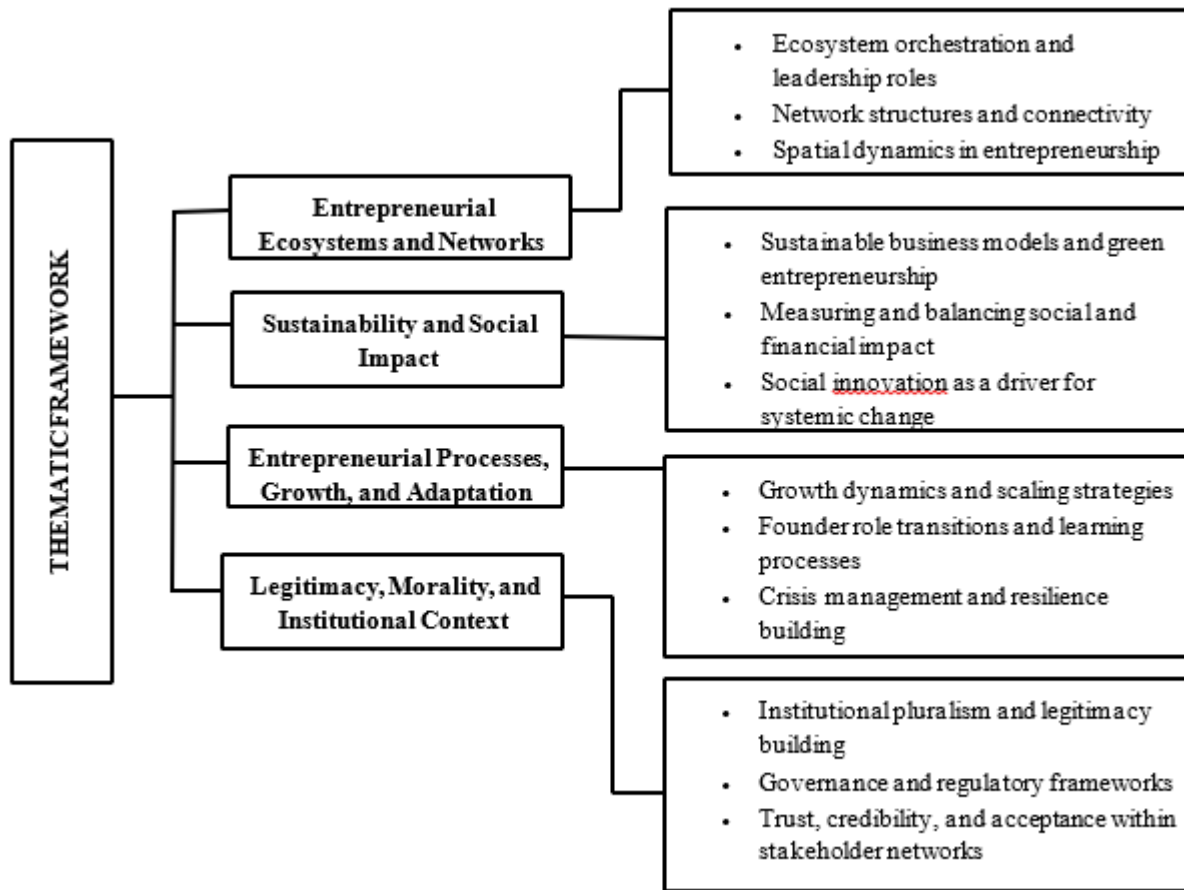 THEMATIC FRAMEWORK
Entrepreneurial
Ecosystems and Networks
• Ecosystem orchestration and
leadership roles
• Network structures and connectivity
• Spatial dynamics in entrepreneurship
Sustainability and Social
Impact
• Sustainable business models and green
entrepreneurship
• Measuring and balancing social and
financial impact
• Social innovation as a driver for
systemic change
Entrepreneurial Processes,
Growth, and Adaptation
• Growth dynamics and scaling strategies
• Founder role transitions and learning
processes
• Crisis management and resilience
building
Legitimacy, Morality, and
Institutional Context
• Institutional pluralism and legitimacy
building
• Governance and regulatory frameworks
• Trust, credibility, and acceptance within
stakeholder networks